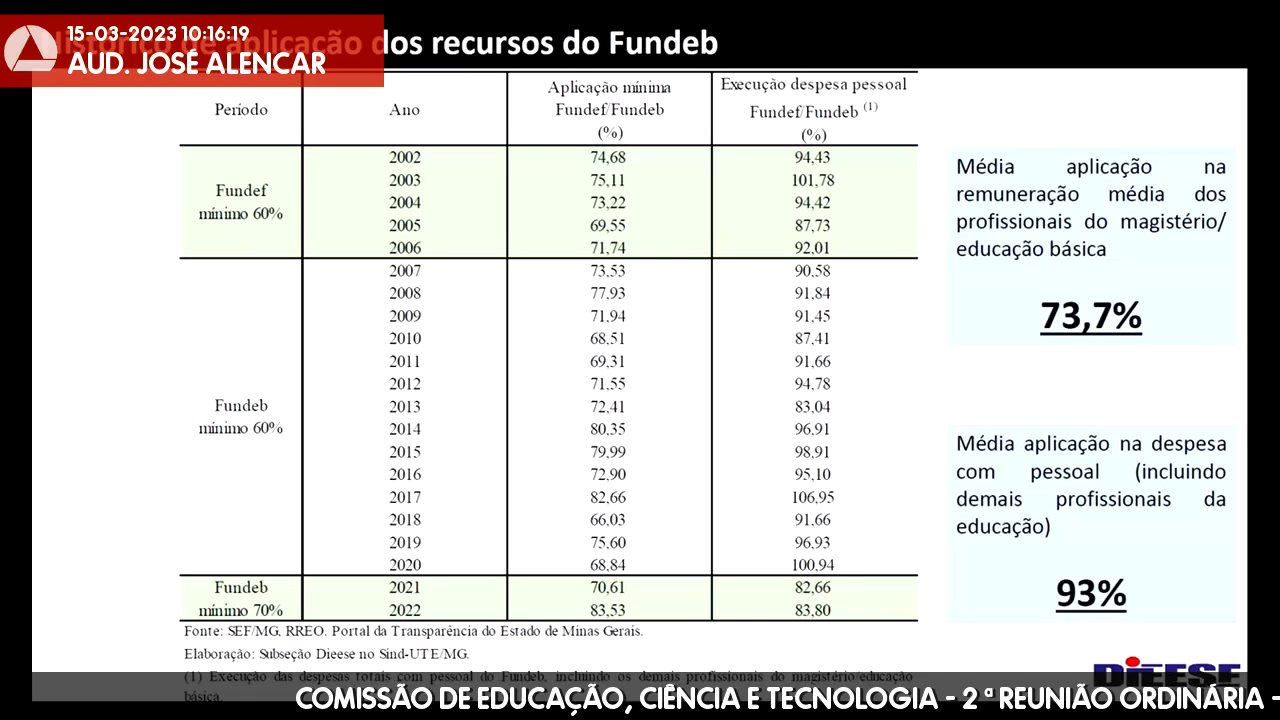 15-03-2023 10:16:19
AUD. JOSÉ ALENCAR
Histórico de aplicação dos recursos do Fundeb
Período Ano Aplicação mínima Fundef/Fundeb (%) Execução despesa pessoal Fundef/Fundeb (1) (%)
Fundef mínimo 60%
2002 74,68 94,43
2003 75,11 101,78
2004 73,22 94,42
2005 69,55 87,73
2006 71,74 92,01
Fundeb mínimo 60%
2007 73,53 90,58
2008 77,93 91,84
2009 71,94 91,45
2010 68,51 87,41
2011 69,31 91,66
2012 71,55 94,78
2013 72,41 83,04
2014 80,35 96,91
2015 79,99 98,91
2016 72,90 95,10
2017 82,66 106,95
2018 66,03 91,66
2019 75,60 96,93
2020 68,84 100,94
Fundeb mínimo 70%
2021 70,61 82,66
2022 83,53 83,80
Fonte: SEF/MG, RREO. Portal da Transparência do Estado de Minas Gerais.
Elaboração: Subseção Dieese no Sind-UTE/MG.
(1) Execução das despesas totais com pessoal do Fundeb, incluindo os demais profissionais do magistério/educação
básica.
Média aplicação na
remuneração média dos
profissionais do magistério/
educação básica
73,7%
Média aplicação na despesa
com pessoal (incluindo
demais profissionais da
educação)
93%
DIEESE
COMISSÃO DE EDUCAÇÃO, CIÊNCIA E TECNOLOGIA - 2 ª REUNIÃO ORDINÁRIA -